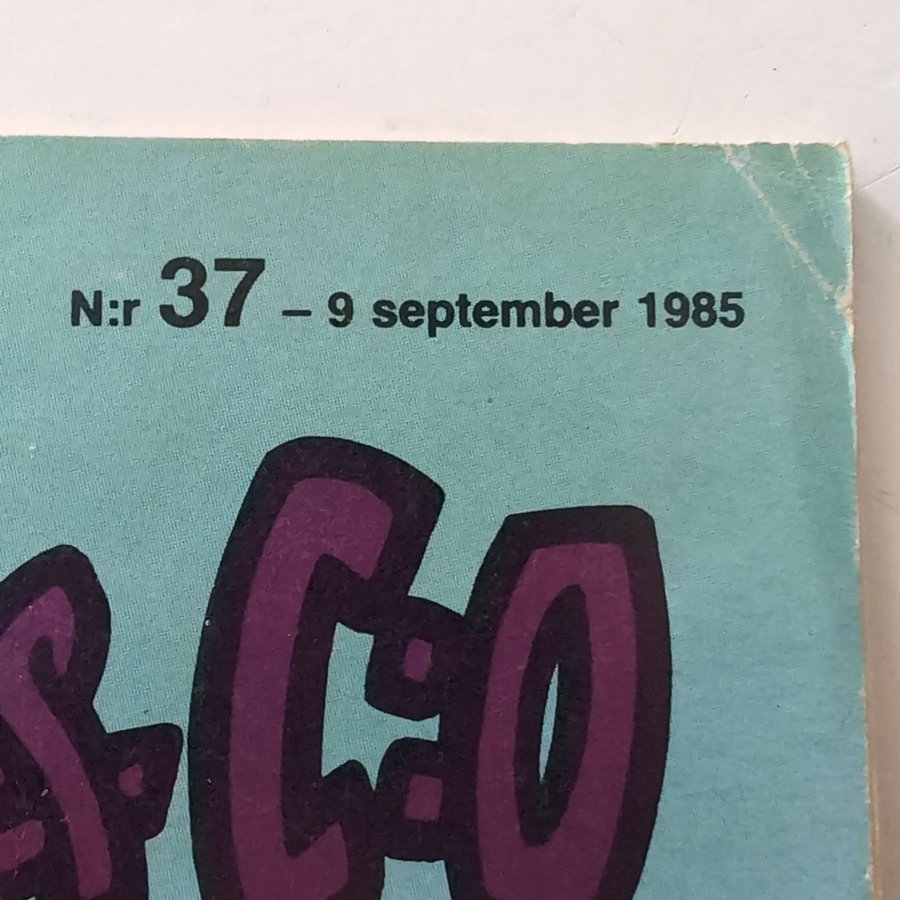 N:r 37 – 9 september 1985
& C:O